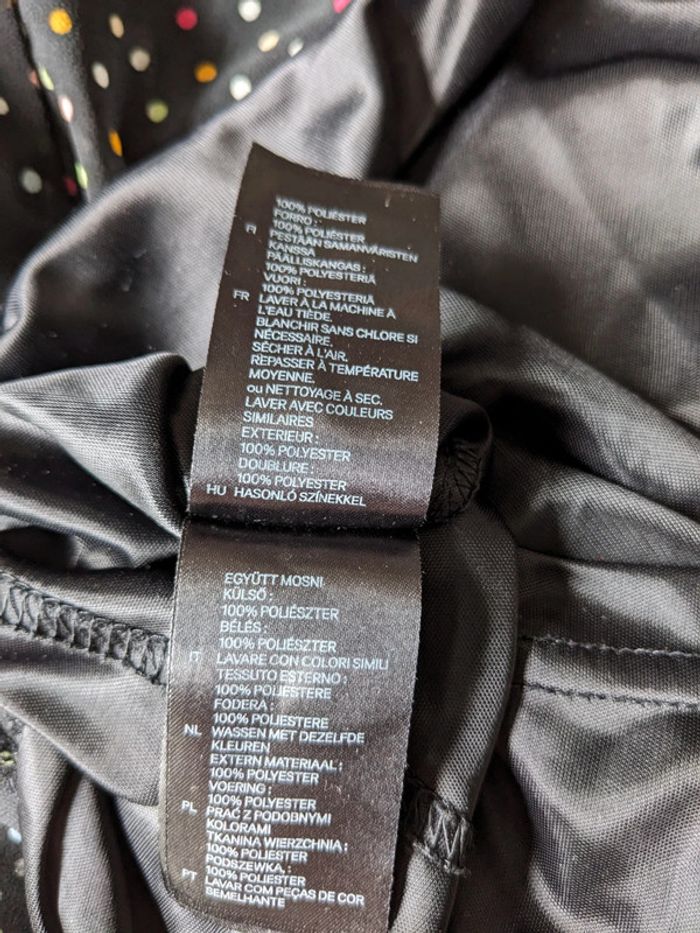 100% POLIÉSTER
FORRO :
100% POLIÉSTER
FI PESTÄÄN SAMANVÄRISTEN
KANSSA
PÄÄLLISKANGAS :
100% POLYESTERIÄ
VUORI :
100% POLYESTERIÄ
FR LAVER À LA MACHINE À
L'EAU TIÈDE.
BLANCHIR SANS CHLORE SI
NÉCESSAIRE.
SÉCHER À L'AIR.
REPASSER À TEMPÉRATURE
MOYENNE.
ou NETTOYAGE À SEC.
LAVER AVEC COULEURS
SIMILAIRES
EXTERIEUR :
100% POLYESTER
DOUBLURE :
100% POLYESTER
HU HASONLÓ SZÍNEKKEL
EGYÜTT MOSNI
KÜLSŐ :
100% POLIÉSZTER
BÉLÉS :
100% POLIÉSZTER
IT LAVARE CON COLORI SIMILI
TESSUTO ESTERNO :
100% POLIESTERE
FODERA :
100% POLIESTERE
NL WASSEN MET DEZELFDE
KLEUREN
EXTERN MATERIAAL :
100% POLYESTER
VOERING :
100% POLYESTER
PL PRAĆ Z PODOBNYMI
KOLORAMI
TKANINA WIERZCHNIA :
100% POLIESTER
PODSZEWKA, :
100% POLIESTER
PT LAVAR COM PEÇAS DE COR
SEMELHANTE